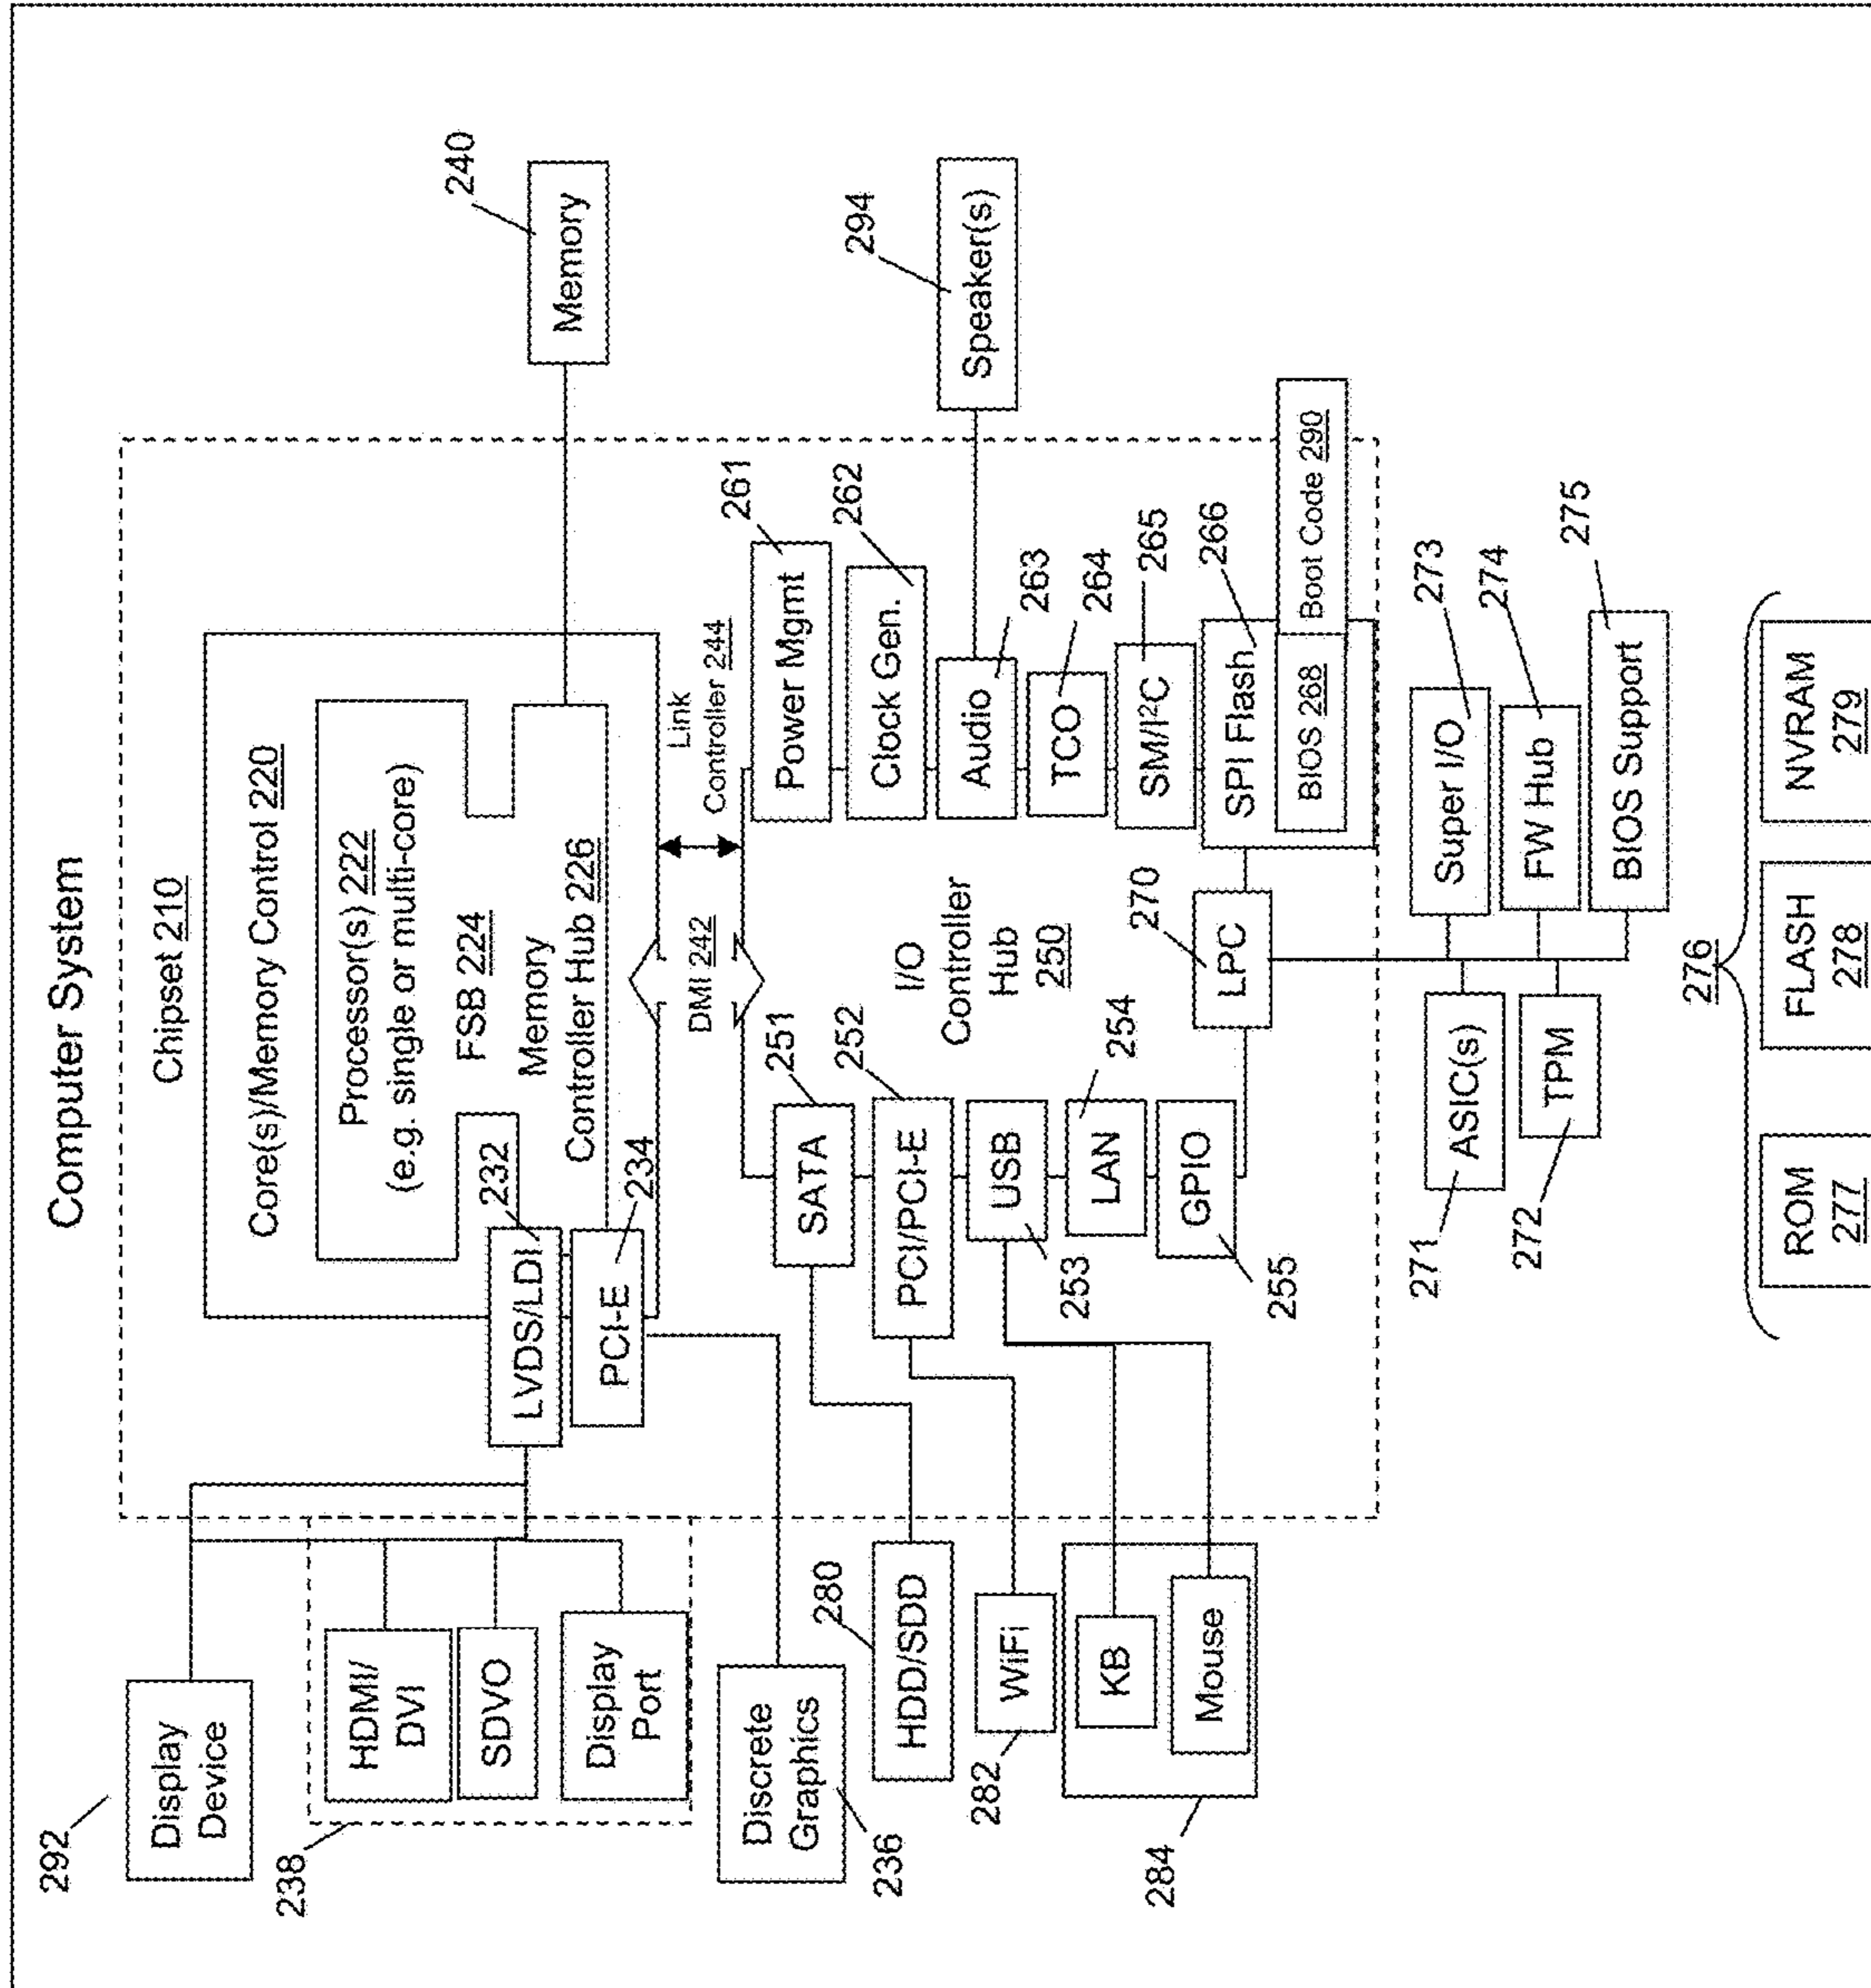 Computer System
Chipset 210
Core(s)/Memory Control 220
Processor(s) 222
(e.g. single or multi-core)
FSB 224
Memory
Controller Hub 226
232
LVDS/LDI
234
PCI-E
240
Memory
292
Display
Device
238
HDMI/
DVI
SDVO
Display
Port
Discrete
Graphics
236
DMI 242
Link
Controller 244
I/O
Controller
Hub
250
251
SATA
252
PCI/PCI-E
USB
253
254
LAN
GPIO
255
261
Power Mgmt
262
Clock Gen.
Audio
263
294
Speaker(s)
TCO
264
SM/I²C
265
SPI Flash
266
BIOS 268
Boot Code 290
270
LPC
280
HDD/SDD
WiFi
282
KB
Mouse
284
271
ASIC(s)
272
TPM
Super I/O
273
FW Hub
274
BIOS Support
275
276
ROM
277
FLASH
278
NVRAM
279